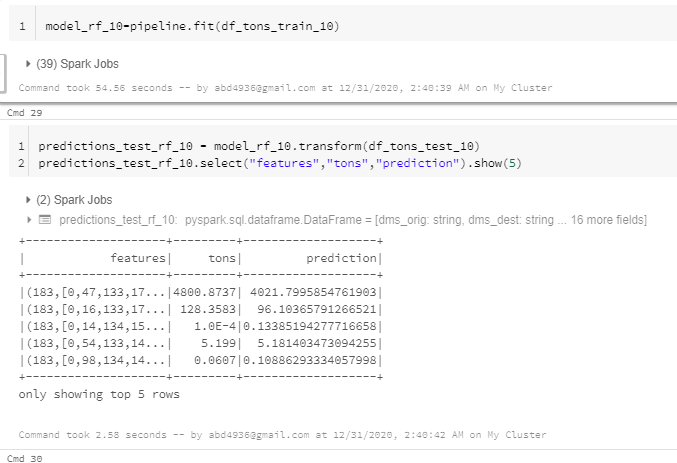 1 model_rf_10=pipeline.fit(df_tons_train_10)
(39) Spark Jobs
Command took 54.56 seconds -- by abd4936@gmail.com at 12/31/2020, 2:40:39 AM on My Cluster
Cmd 29
1 predictions_test_rf_10 = model_rf_10.transform(df_tons_test_10)
2 predictions_test_rf_10.select("features","tons","prediction").show(5)
(2) Spark Jobs
predictions_test_rf_10: pyspark.sql.dataframe.DataFrame = [dms_orig: string, dms_dest: string ... 16 more fields]
+--------------------+---------+-------------------+
|            features|     tons|         prediction|
+--------------------+---------+-------------------+
|(183,[0,47,133,17...|4800.8737| 4021.7995854761903|
|(183,[0,16,133,17...| 128.3583|  96.10365791266521|
|(183,[0,14,134,15...|   1.0E-4|0.13385194277716658|
|(183,[0,54,133,14...|    5.199|  5.181403473094255|
|(183,[0,98,134,14...|   0.0607|0.10886293334057998|
+--------------------+---------+-------------------+
only showing top 5 rows
Command took 2.58 seconds -- by abd4936@gmail.com at 12/31/2020, 2:40:42 AM on My Cluster
Cmd 30